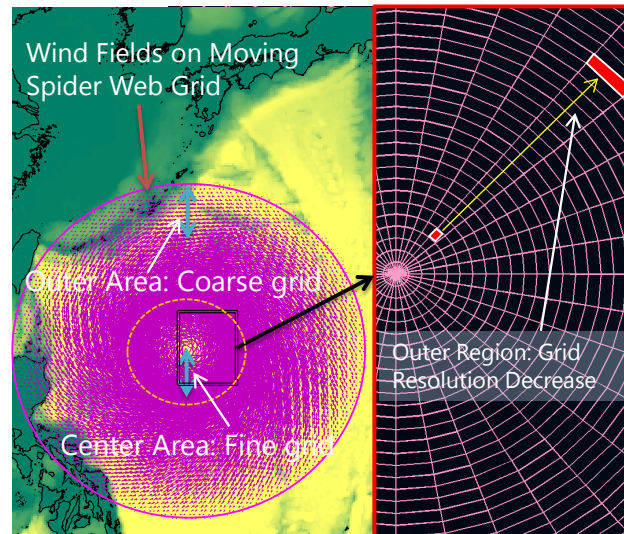 Wind Fields on Moving
Spider Web Grid
Outer Area: Coarse grid
Center Area: Fine grid
Outer Region: Grid
Resolution Decrease